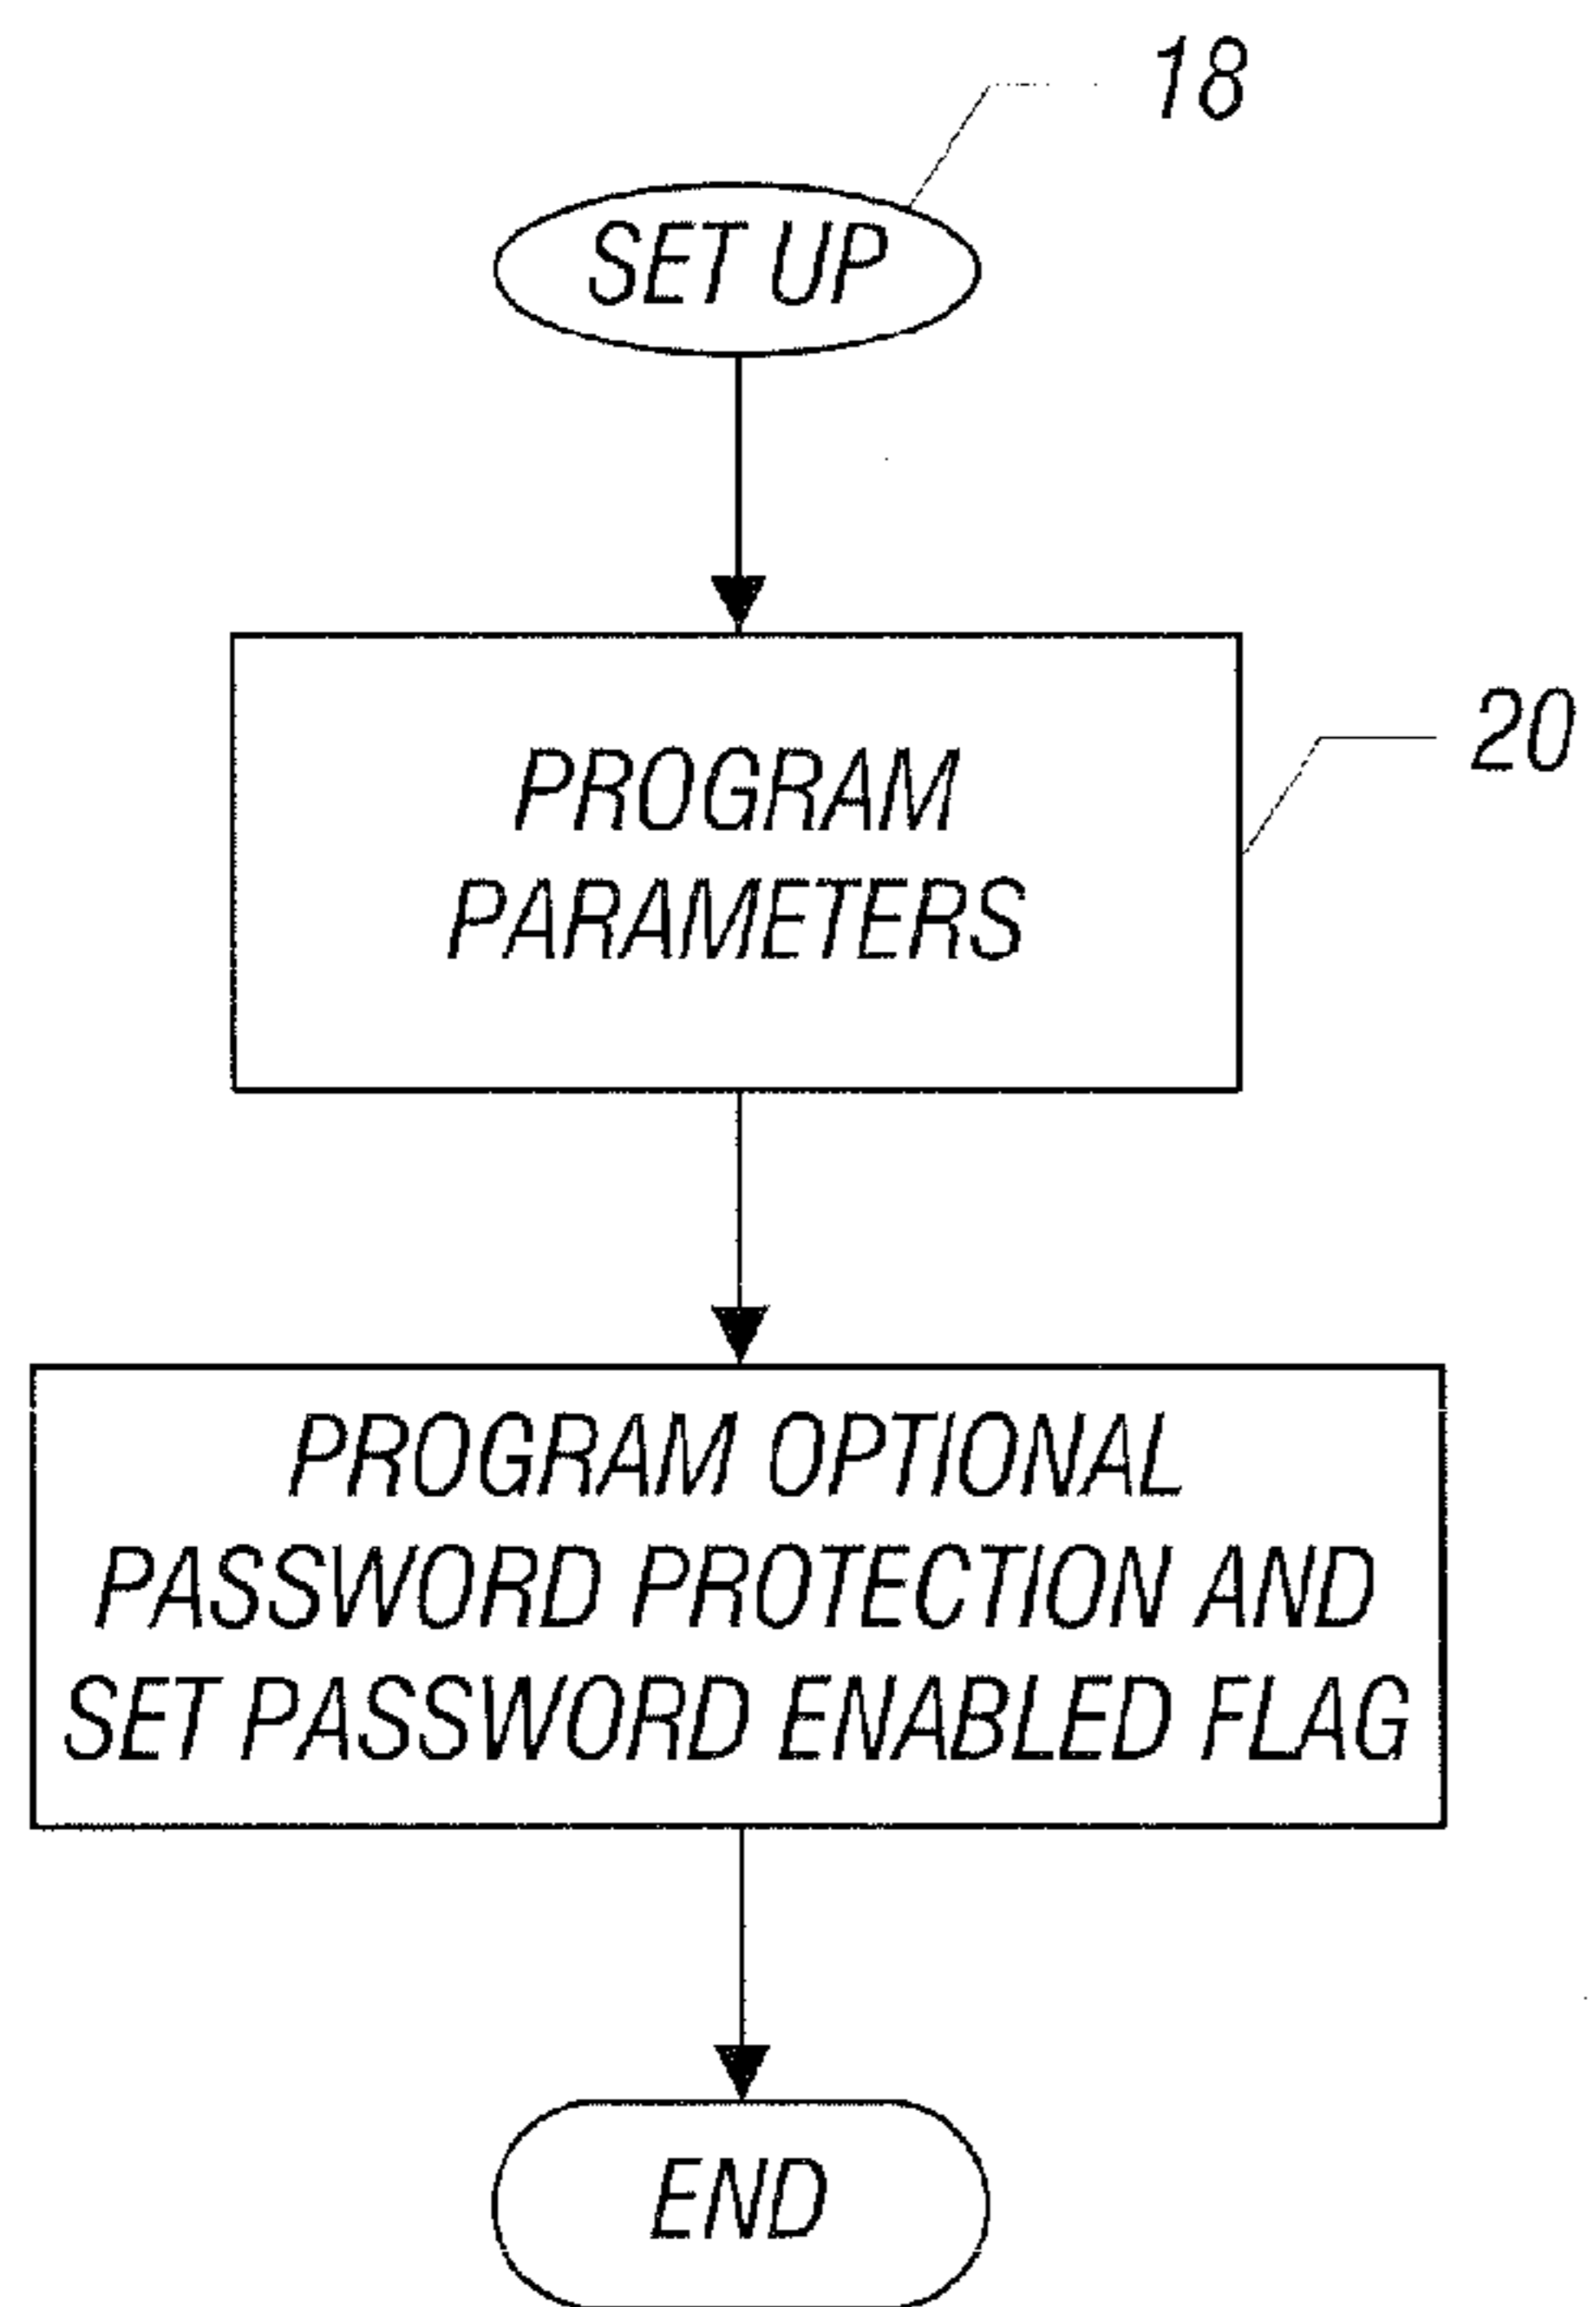 18
SET UP
20
PROGRAM
PARAMETERS
PROGRAM OPTIONAL
PASSWORD PROTECTION AND
SET PASSWORD ENABLED FLAG
END